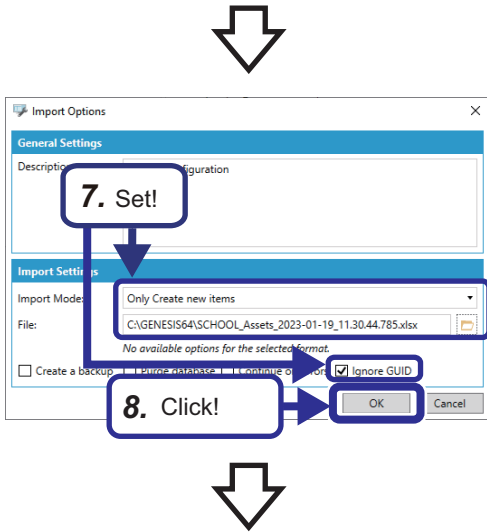 Import Options
General Settings
Description
figuration
7. Set!
Import Settings
Import Mode: Only Create new items
File: C:\GENESIS64\SCHOOL_Assets_2023-01-19_11.30.44.785.xlsx
No available options for the selected format.
Create a backup Purge database Continue on errors Ignore GUID
8. Click!
OK Cancel